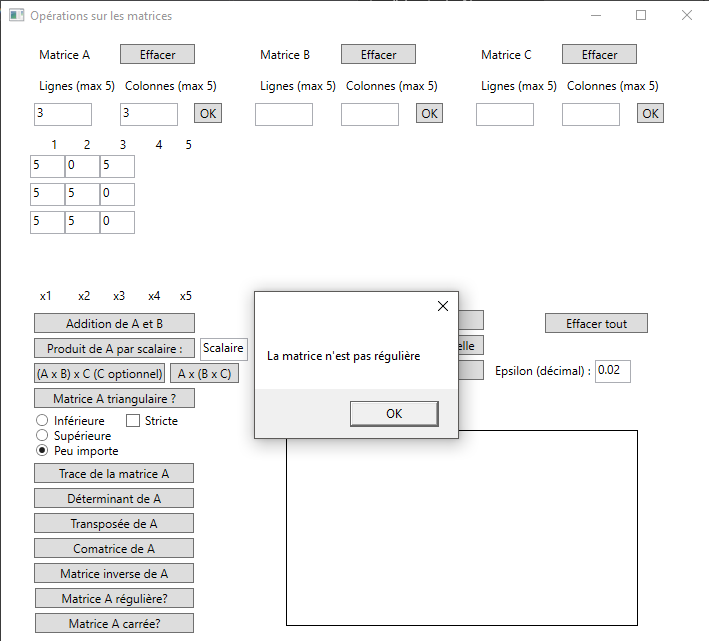 Opérations sur les matrices
Matrice A Effacer Matrice B Effacer Matrice C Effacer
Lignes (max 5) Colonnes (max 5) Lignes (max 5) Colonnes (max 5) Lignes (max 5) Colonnes (max 5)
3 3 OK OK OK
1 2 3 4 5
5 0 5
5 5 0
5 5 0
x1 x2 x3 x4 x5
Addition de A et B Effacer tout
Produit de A par scalaire : Scalaire elle
(A x B) x C (C optionnel) A x (B x C) Epsilon (décimal) : 0.02
La matrice n'est pas régulière
OK
Matrice A triangulaire ?
Inférieure Stricte
Supérieure
Peu importe
Trace de la matrice A
Déterminant de A
Transposée de A
Comatrice de A
Matrice inverse de A
Matrice A régulière?
Matrice A carrée?